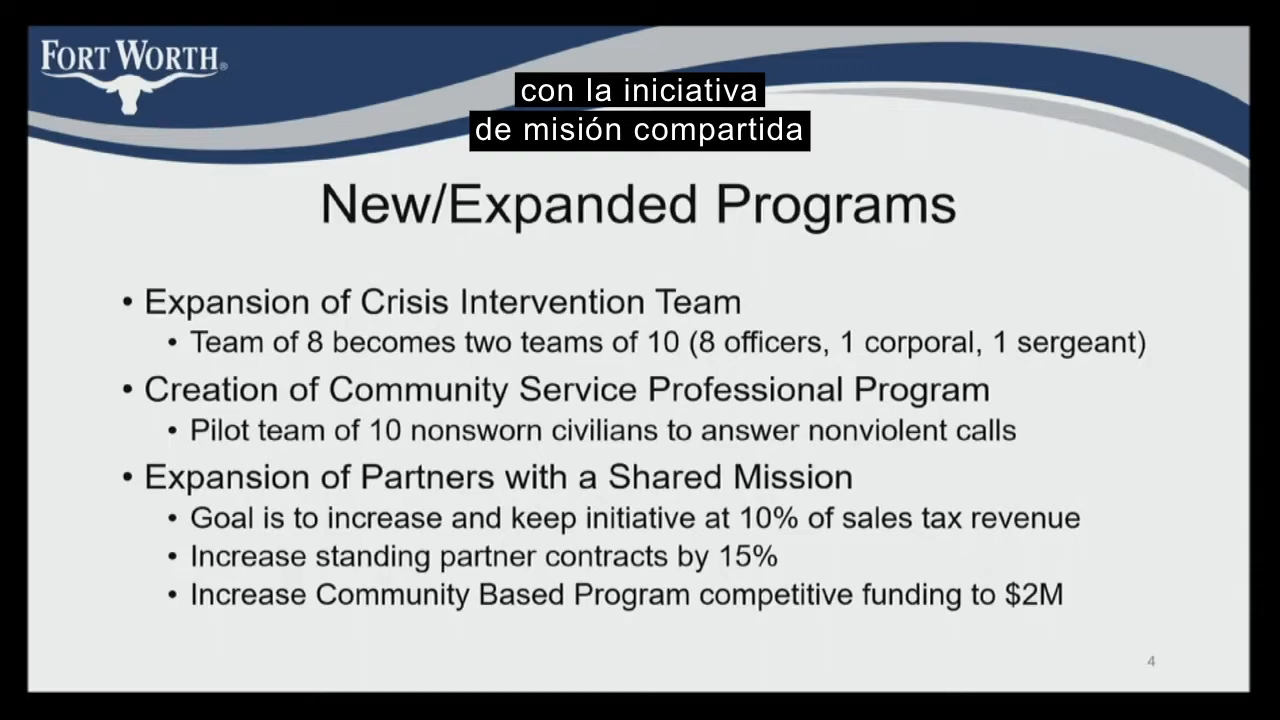 FORT WORTH®
con la iniciativa
de misión compartida
New/Expanded Programs
• Expansion of Crisis Intervention Team
• Team of 8 becomes two teams of 10 (8 officers, 1 corporal, 1 sergeant)
• Creation of Community Service Professional Program
• Pilot team of 10 nonsworn civilians to answer nonviolent calls
• Expansion of Partners with a Shared Mission
• Goal is to increase and keep initiative at 10% of sales tax revenue
• Increase standing partner contracts by 15%
• Increase Community Based Program competitive funding to $2M
4